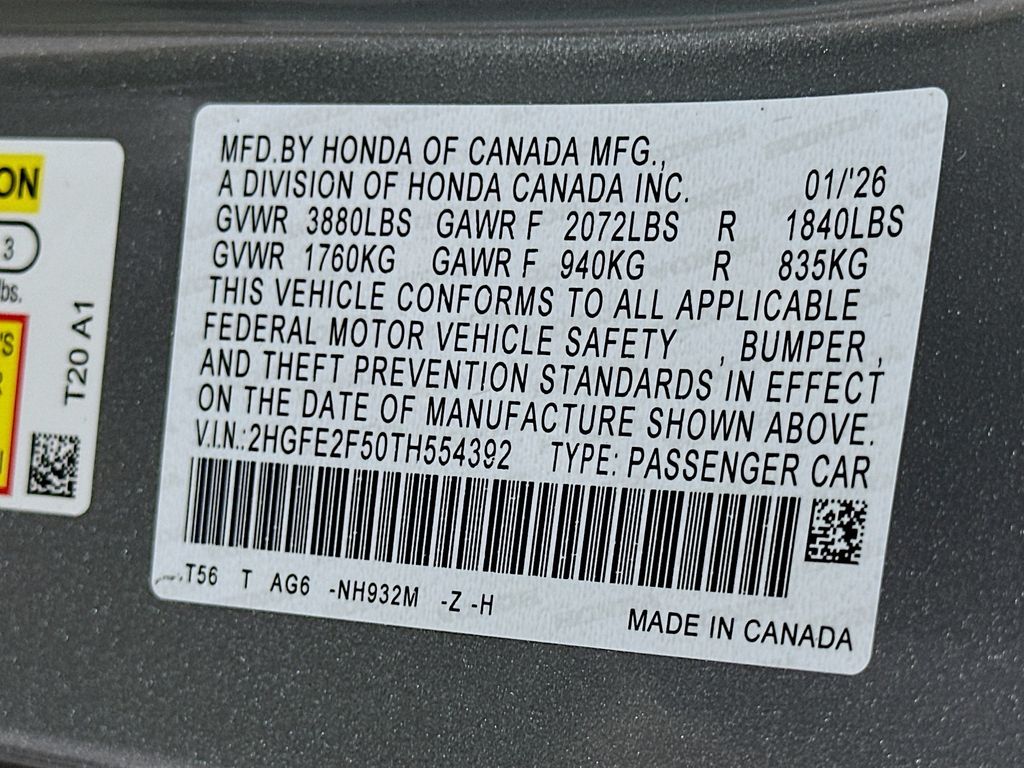 ON
3
lbs.
'S
T20 A1
MFD.BY HONDA OF CANADA MFG.,
A DIVISION OF HONDA CANADA INC. 01/'26
GVWR 3880LBS GAWR F 2072LBS R 1840LBS
GVWR 1760KG GAWR F 940KG R 835KG
THIS VEHICLE CONFORMS TO ALL APPLICABLE
FEDERAL MOTOR VEHICLE SAFETY , BUMPER ,
AND THEFT PREVENTION STANDARDS IN EFFECT
ON THE DATE OF MANUFACTURE SHOWN ABOVE.
V.I.N.:2HGFE2F50TH554392 TYPE: PASSENGER CAR
T56 T AG6 -NH932M -Z -H
MADE IN CANADA